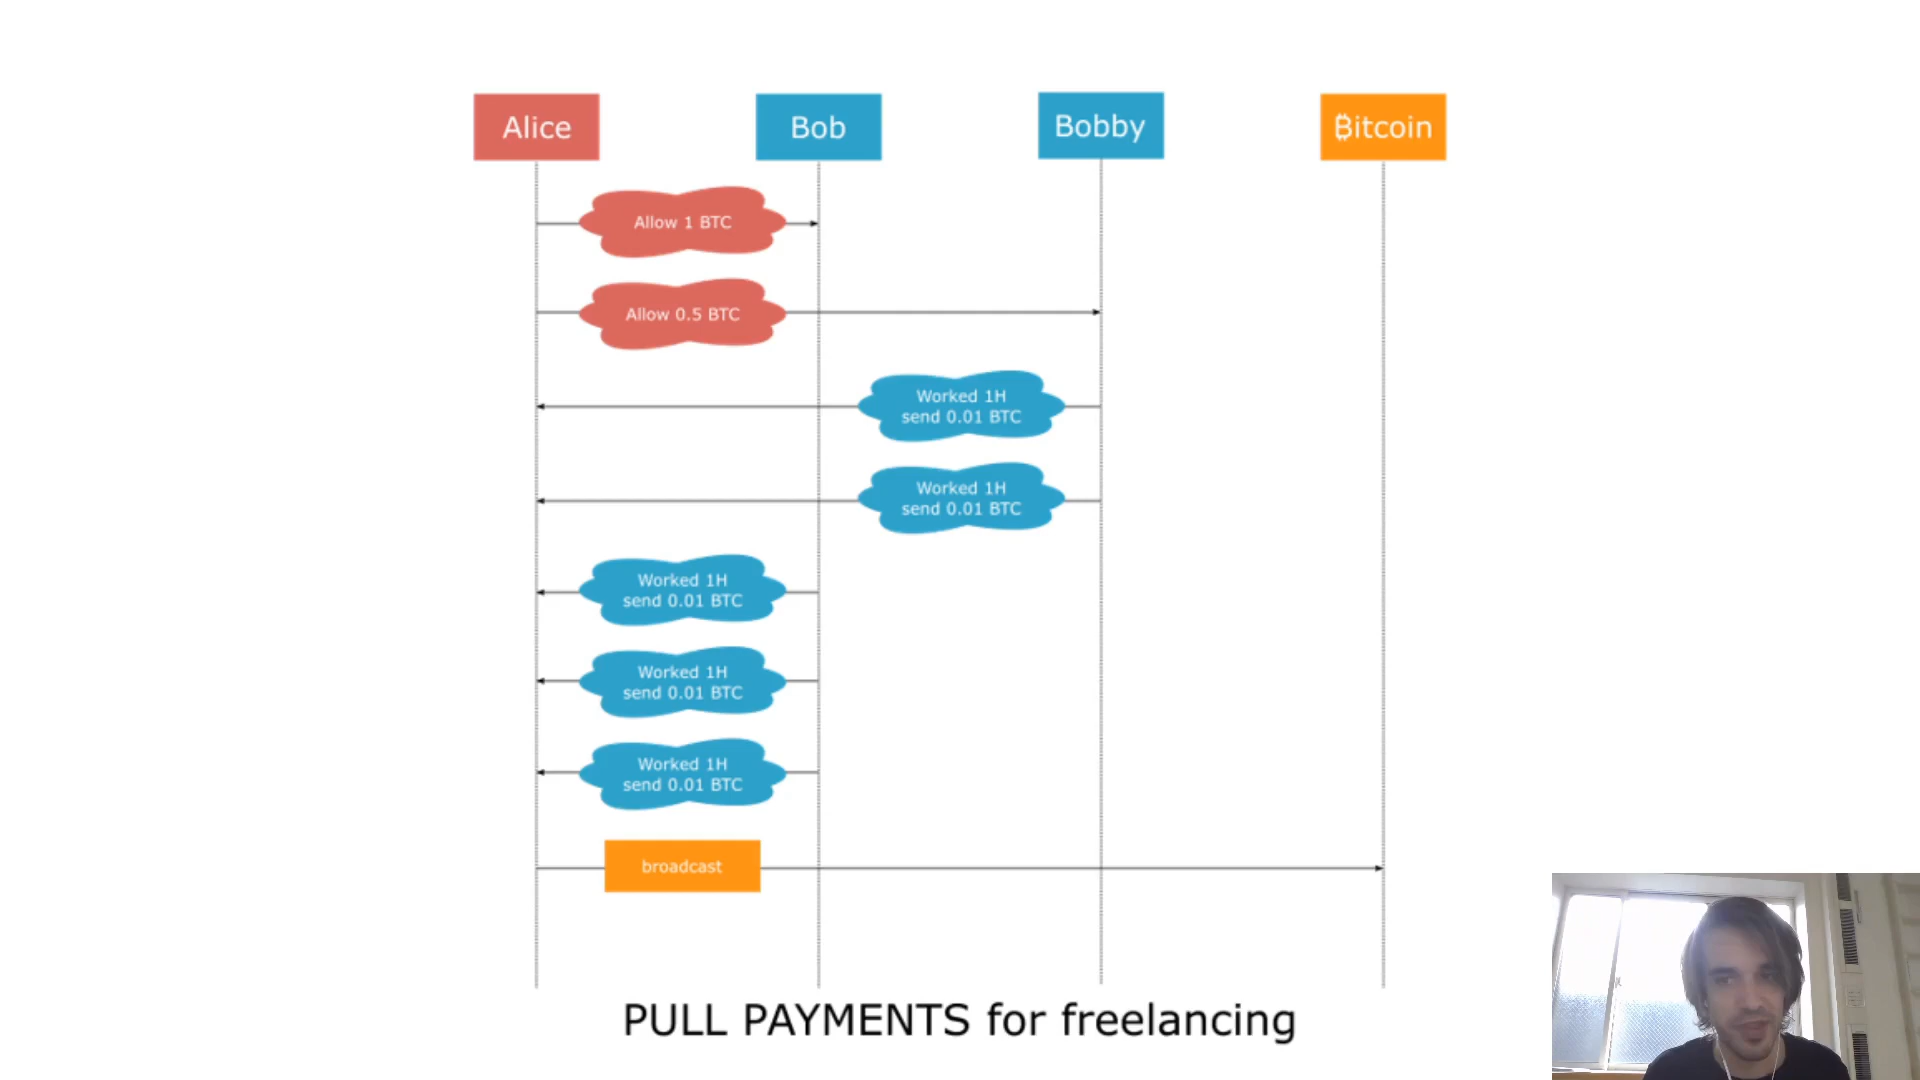 Alice
Bob
Bobby
₿itcoin
Allow 1 BTC
Allow 0.5 BTC
Worked 1H
send 0.01 BTC
Worked 1H
send 0.01 BTC
Worked 1H
send 0.01 BTC
Worked 1H
send 0.01 BTC
Worked 1H
send 0.01 BTC
broadcast
PULL PAYMENTS for freelancing